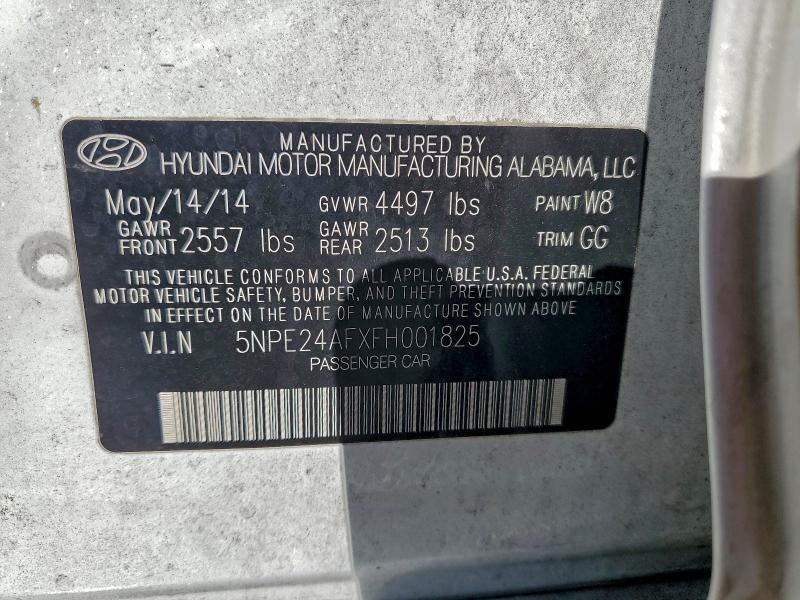 MANUFACTURED BY
HYUNDAI MOTOR MANUFACTURING ALABAMA, LLC
May/14/14 GVWR 4497 lbs PAINT W8
GAWR FRONT 2557 lbs GAWR REAR 2513 lbs TRIM GG
THIS VEHICLE CONFORMS TO ALL APPLICABLE U.S.A. FEDERAL
MOTOR VEHICLE SAFETY, BUMPER, AND THEFT PREVENTION STANDARDS
IN EFFECT ON THE DATE OF MANUFACTURE SHOWN ABOVE
V.I.N 5NPE24AFXFH001825
PASSENGER CAR